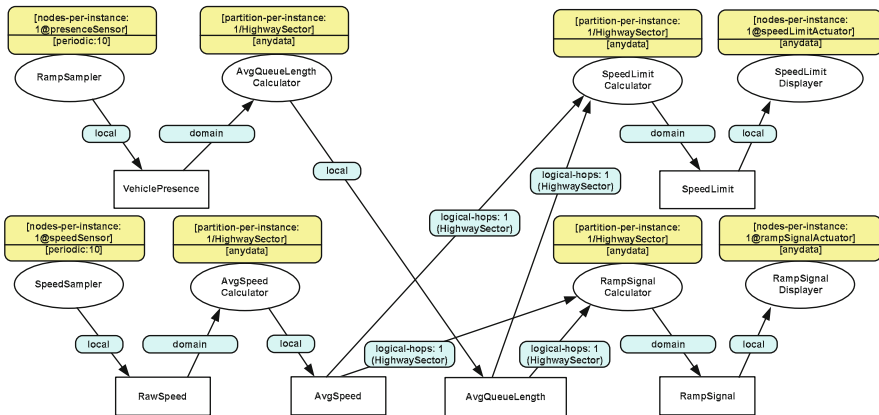 [nodes-per-instance:
1@presenceSensor]
[periodic:10]
RampSampler
[partition-per-instance:
1/HighwaySector]
[anydata]
AvgQueueLength
Calculator
[partition-per-instance:
1/HighwaySector]
[anydata]
SpeedLimit
Calculator
[nodes-per-instance:
1@speedLimitActuator]
[anydata]
SpeedLimit
Displayer
local
domain
local
domain
local
VehiclePresence
logical-hops: 1
(HighwaySector)
SpeedLimit
logical-hops: 1
(HighwaySector)
[nodes-per-instance:
1@speedSensor]
[periodic:10]
SpeedSampler
[partition-per-instance:
1/HighwaySector]
[anydata]
AvgSpeed
Calculator
[partition-per-instance:
1/HighwaySector]
[anydata]
RampSignal
Calculator
[nodes-per-instance:
1@rampSignalActuator]
[anydata]
RampSignal
Displayer
local
domain
local
logical-hops: 1
(HighwaySector)
logical-hops: 1
(HighwaySector)
domain
local
RawSpeed
AvgSpeed
AvgQueueLength
RampSignal